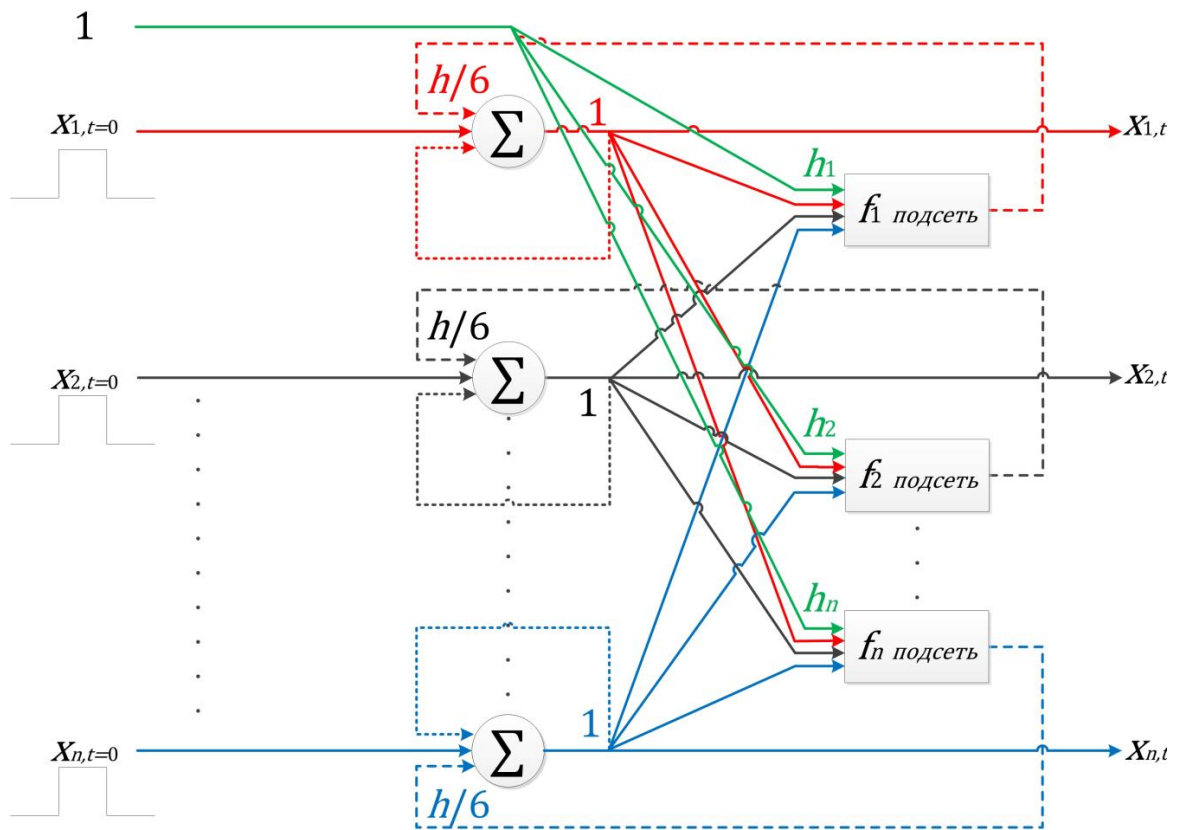 1
h/6
Σ
1
X1,t=0
X1,t
h1
f1 подсеть
h/6
Σ
1
X2,t=0
X2,t
h2
f2 подсеть
hn
fn подсеть
1
Σ
Xn,t=0
Xn,t
h/6